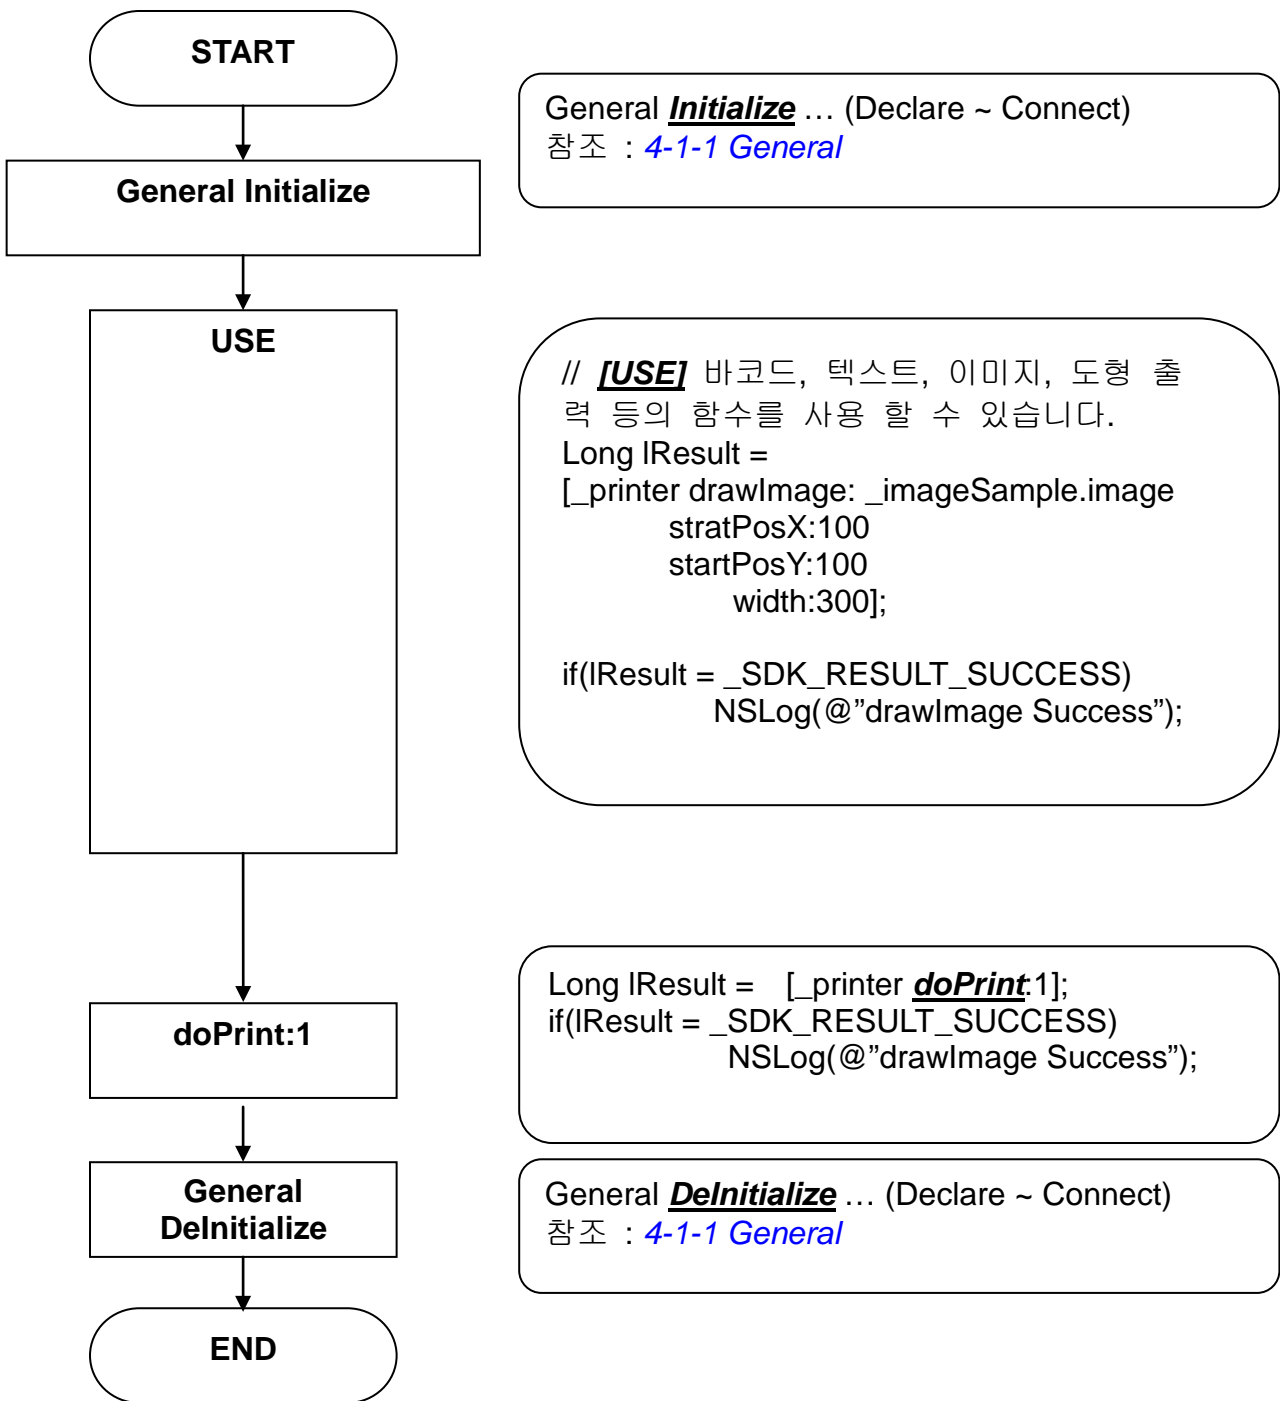 START
General Initialize … (Declare ~ Connect)
참조 : 4-1-1 General
General Initialize
USE
// [USE] 바코드, 텍스트, 이미지, 도형 출
력 등의 함수를 사용 할 수 있습니다.
Long lResult =
[_printer drawImage: _imageSample.image
stratPosX:100
startPosY:100
width:300];
if(lResult = _SDK_RESULT_SUCCESS)
NSLog(@”drawImage Success”);
Long lResult = [_printer doPrint:1];
if(lResult = _SDK_RESULT_SUCCESS)
NSLog(@”drawImage Success”);
doPrint:1
General
DeInitialize
General DeInitialize … (Declare ~ Connect)
참조 : 4-1-1 General
END